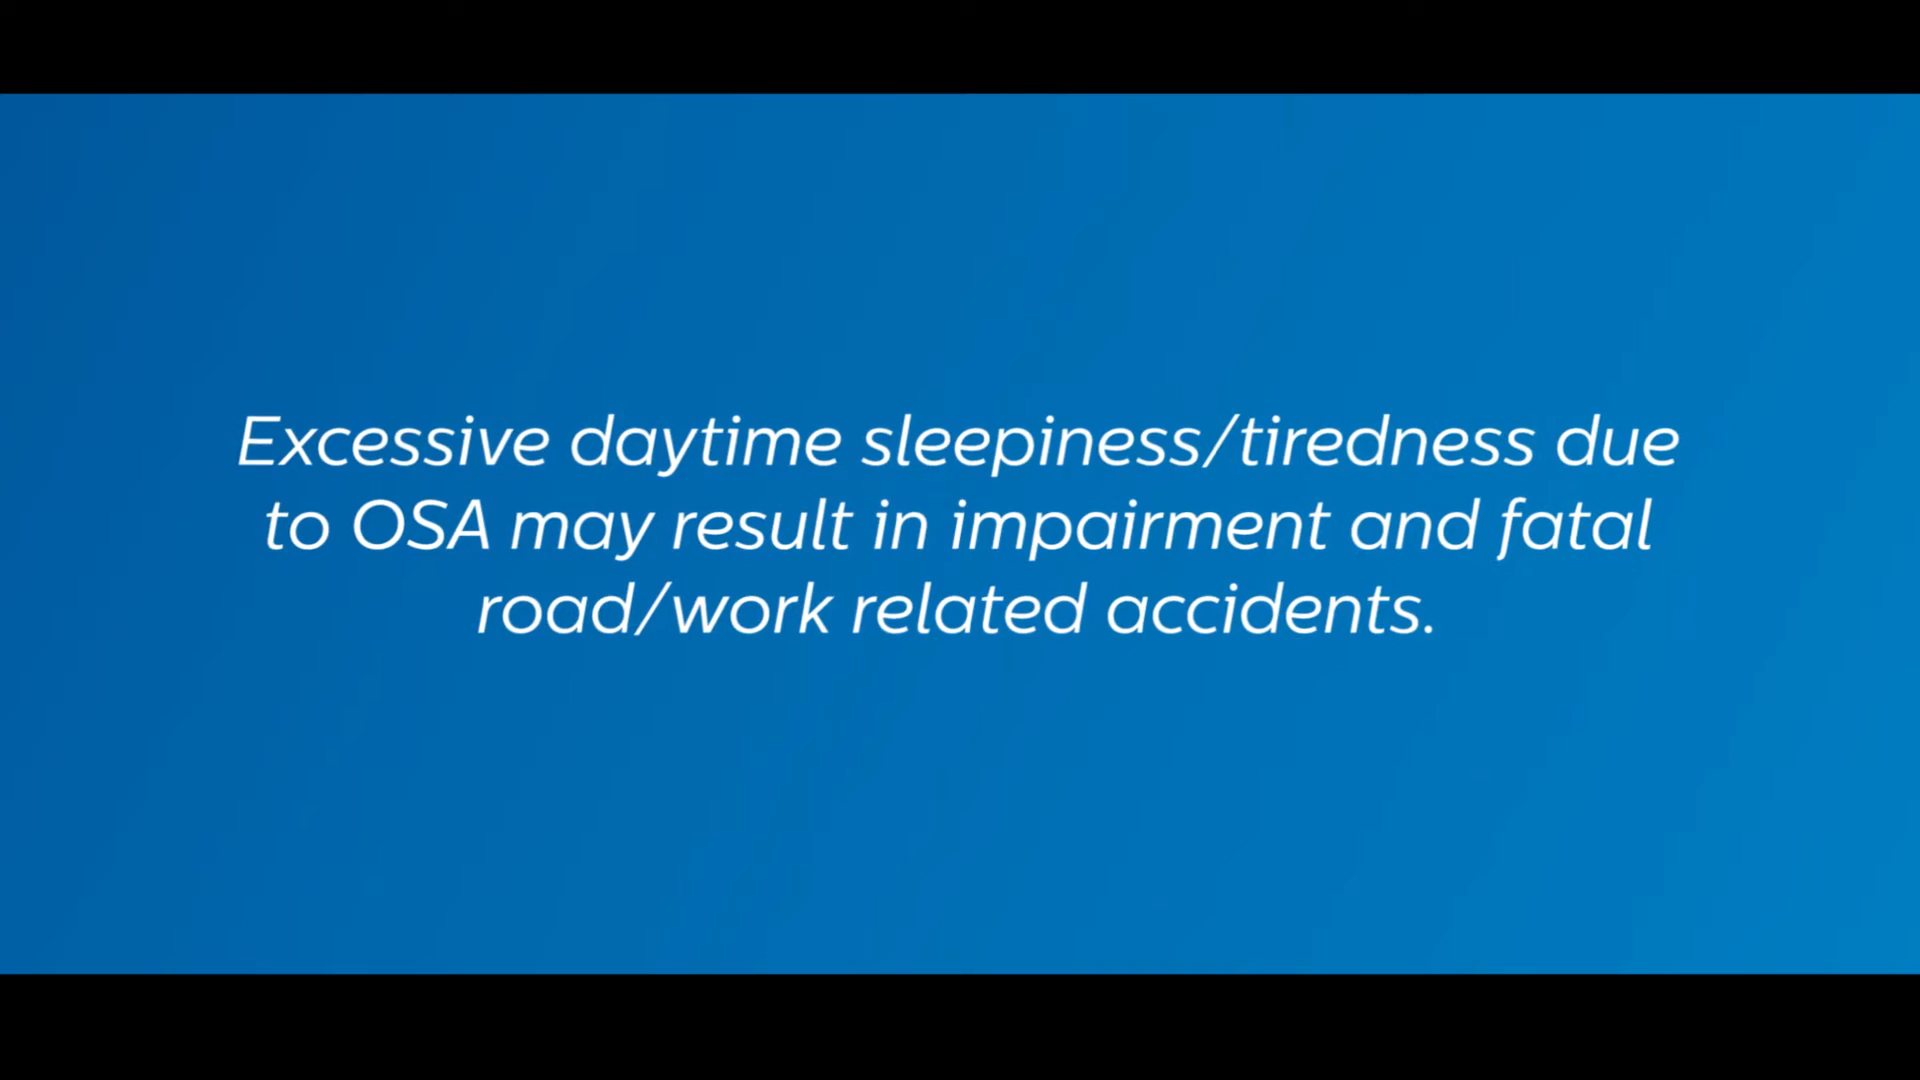 Excessive daytime sleepiness/tiredness due
to OSA may result in impairment and fatal
road/work related accidents.